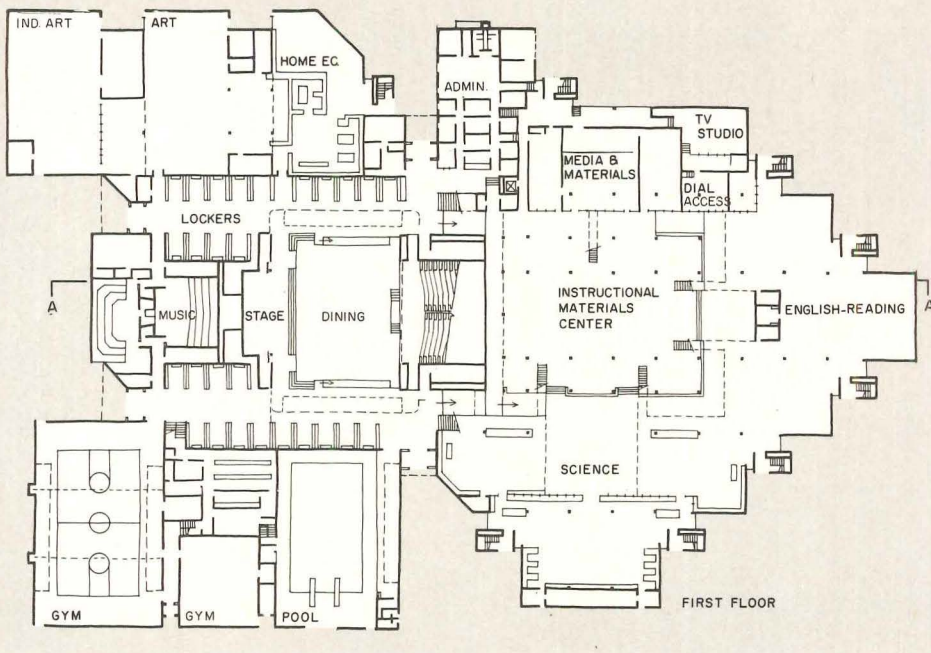 IND. ART
ART
HOME EC.
ADMIN.
TV
STUDIO
MEDIA &
MATERIALS
DIAL
ACCESS
LOCKERS
A
MUSIC
STAGE
DINING
INSTRUCTIONAL
MATERIALS
CENTER
ENGLISH-READING
A
SCIENCE
GYM
GYM
POOL
FIRST FLOOR